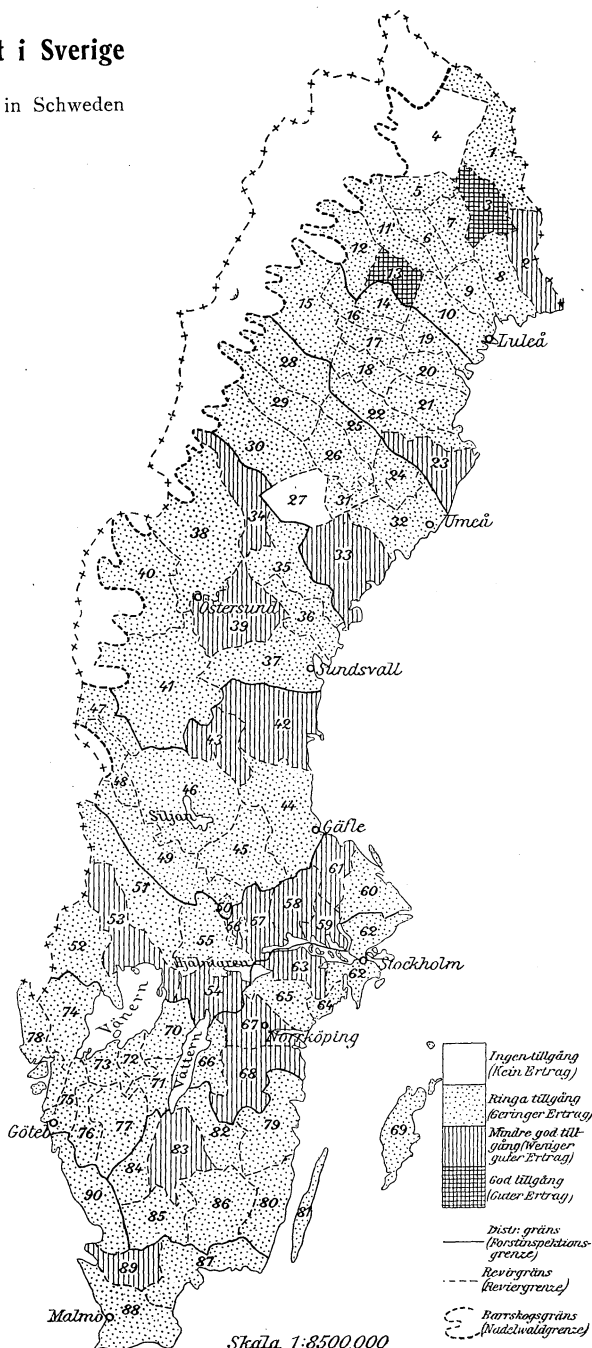 t i Sverige
in Schweden
4
1
5
3
11
7
6
2
12
13
8
9
15
14
16
10
Luleå
17
19
28
18
20
29
22
21
25
30
26
23
24
27
31
34
32
Umeå
38
33
35
40
Östersund
39
36
37
Sundsvall
41
47
42
43
48
46
44
Siljan
Gäfle
49
45
61
51
60
50
58
53
56
57
59
62
52
55
Hjälmaren
Stockholm
63
62
54
65
64
74
Vänern
70
67
Norrköping
78
Vättern
73
72
66
71
68
75
69
Göteb
76
77
82
79
83
84
90
86
80
81
85
87
89
88
Malmö
Ingen tillgång
(Kein Ertrag)
Ringa tillgång
(Geringer Ertrag)
Mindre god till-
gång (Weniger
guter Ertrag)
God tillgång
(Guter Ertrag)
Distr. gräns
(Forstinspektions-
grenze)
Revirgräns
(Reviergrenze)
Barrskogsgräns
(Nadelwaldgrenze)
Skala 1:8500,000